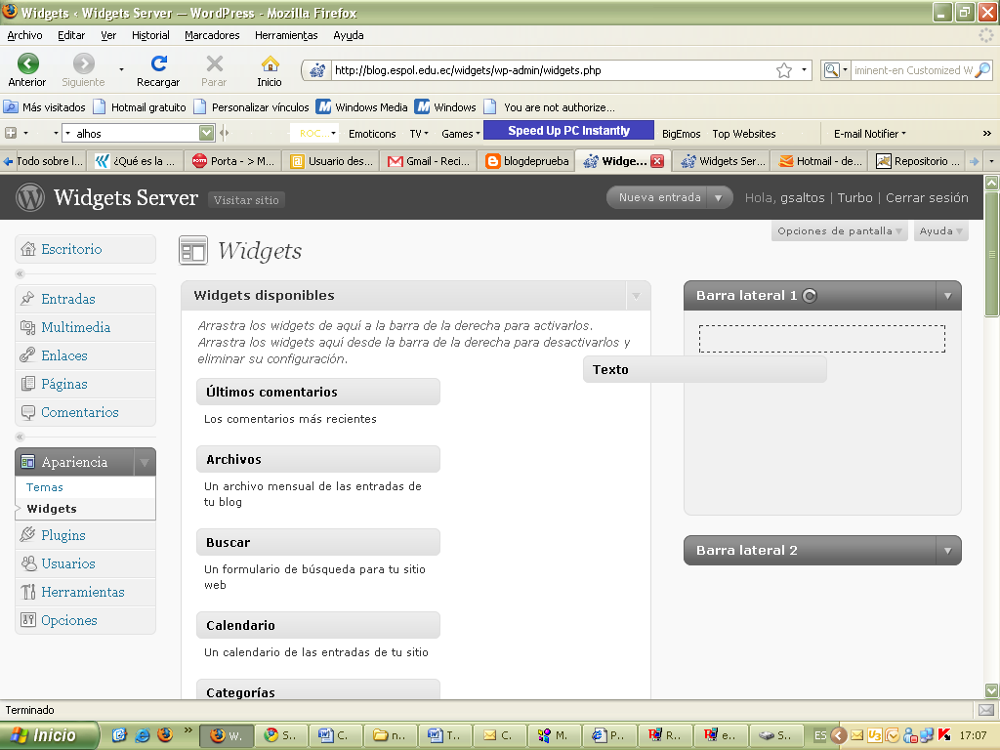 Widgets ‹ Widgets Server — WordPress - Mozilla Firefox
Archivo Editar Ver Historial Marcadores Herramientas Ayuda
Anterior Siguiente Recargar Parar Inicio
http://blog.espol.edu.ec/widgets/wp-admin/widgets.php
iminent-en Customized W
Más visitados Hotmail gratuito Personalizar vínculos Windows Media Windows You are not authorize...
alhos ROC... Emoticons TV Games Speed Up PC Instantly BigEmos Top Websites E-mail Notifier »
Todo sobre l... ¿Qué es la ... Porta - > M... Usuario des... Gmail - Reci... blogdeprueba Widge... Widgets Ser... Hotmail - de... Repositorio ...
Widgets Server Visitar sitio Nueva entrada Hola, gsaltos | Turbo | Cerrar sesión
Opciones de pantalla Ayuda
Escritorio
Entradas
Multimedia
Enlaces
Páginas
Comentarios
Apariencia
Temas
Widgets
Plugins
Usuarios
Herramientas
Opciones
Widgets
Widgets disponibles
Arrastra los widgets de aquí a la barra de la derecha para activarlos.
Arrastra los widgets aquí desde la barra de la derecha para desactivarlos y
eliminar su configuración.
Últimos comentarios
Los comentarios más recientes
Archivos
Un archivo mensual de las entradas de
tu blog
Buscar
Un formulario de búsqueda para tu sitio
web
Calendario
Un calendario de las entradas de tu sitio
Categorías
Texto
Barra lateral 1
Barra lateral 2
Terminado
Inicio » W. S.. C.. n.. T.. C.. M. P.. R.. e.. S.. ES 17:07